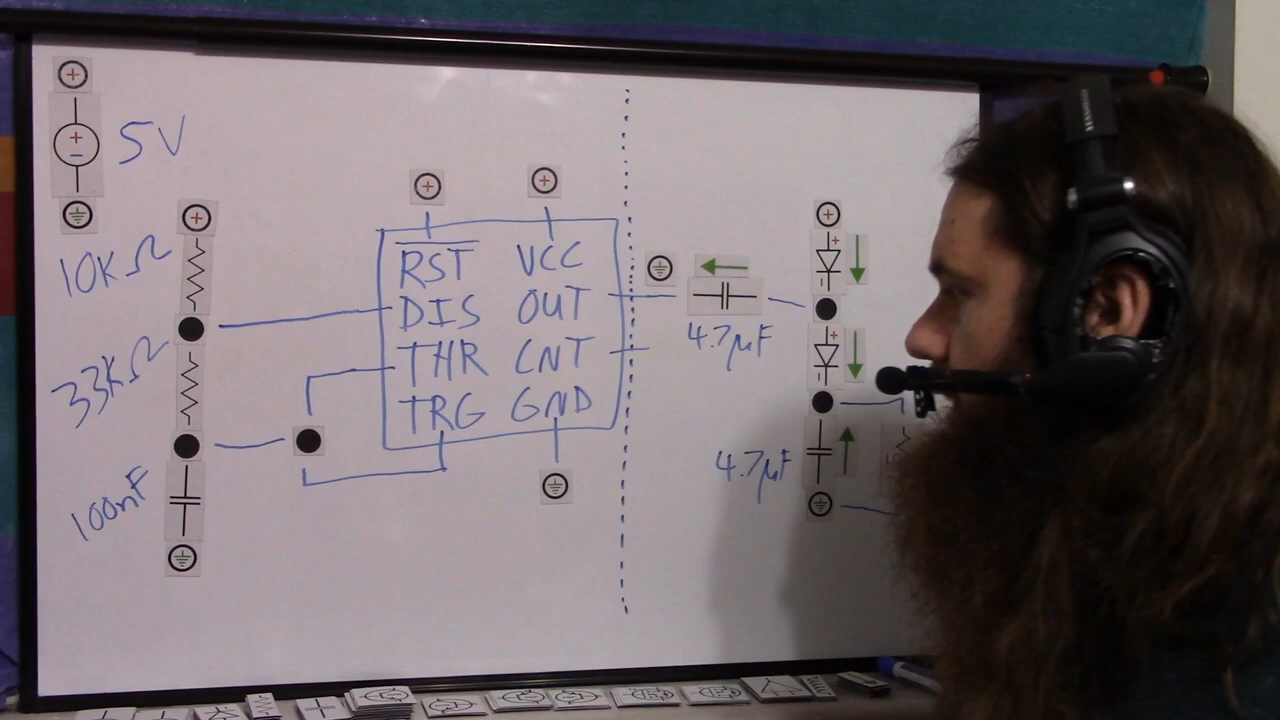 5V
10KΩ
33KΩ
100nF
RST VCC
DIS OUT
THR CNT
TRG GND
4.7μF
4.7μF